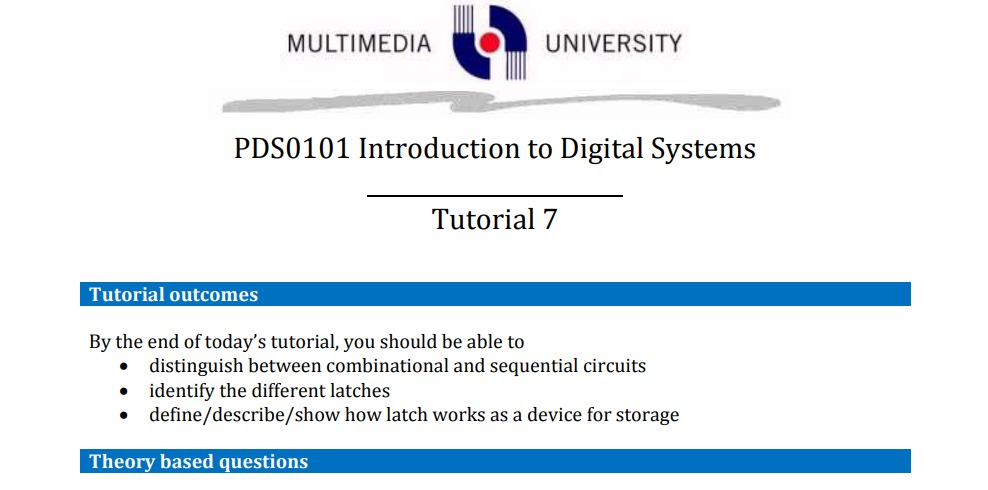 MULTIMEDIA UNIVERSITY
PDS0101 Introduction to Digital Systems
Tutorial 7
Tutorial outcomes
By the end of today’s tutorial, you should be able to
• distinguish between combinational and sequential circuits
• identify the different latches
• define/describe/show how latch works as a device for storage
Theory based questions